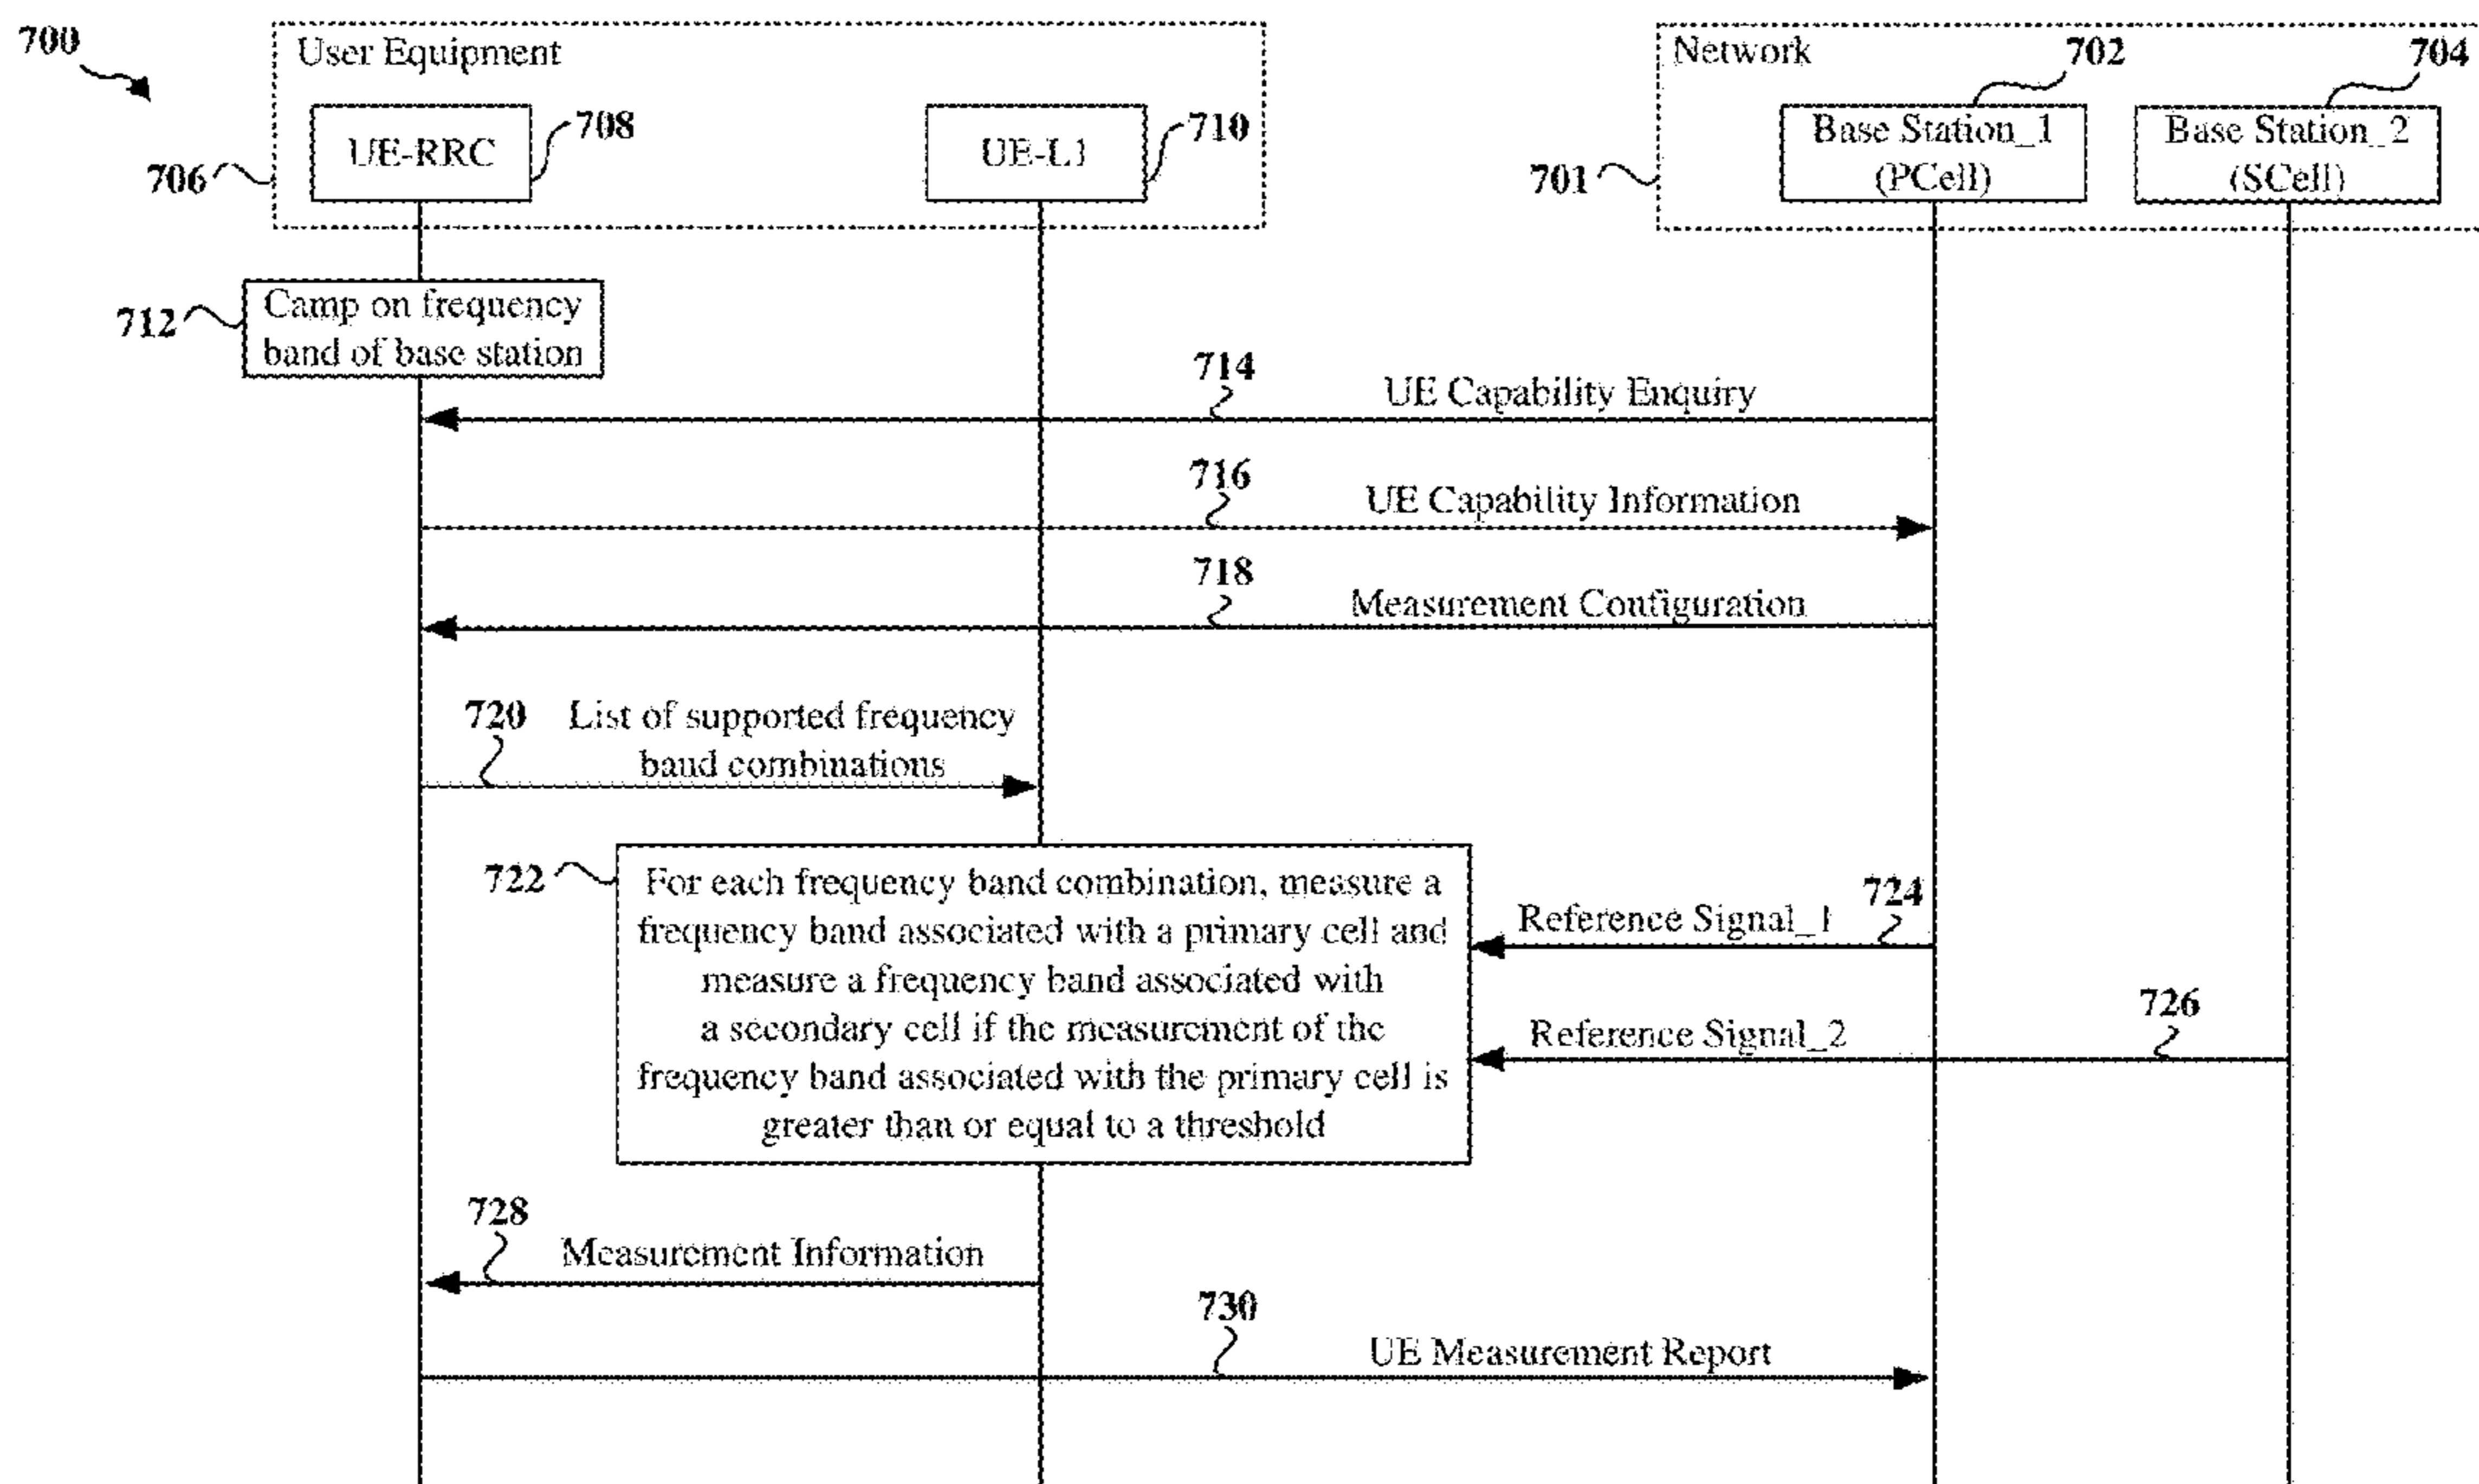 700
User Equipment
Network
702
704
UE-RRC
708
UE-L1
710
Base Station_1
(PCell)
Base Station_2
(SCell)
706
701
712
Camp on frequency
band of base station
714
UE Capability Enquiry
716
UE Capability Information
718
Measurement Configuration
720
List of supported frequency
band combinations
722
For each frequency band combination, measure a
frequency band associated with a primary cell and
measure a frequency band associated with
a secondary cell if the measurement of the
frequency band associated with the primary cell is
greater than or equal to a threshold
724
Reference Signal_1
726
Reference Signal_2
728
Measurement Information
730
UE Measurement Report